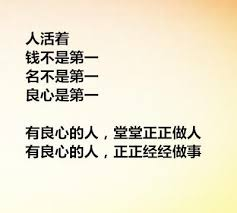 人活着
钱不是第一
名不是第一
良心是第一
有良心的人，堂堂正正做人
有良心的人，正正经经做事